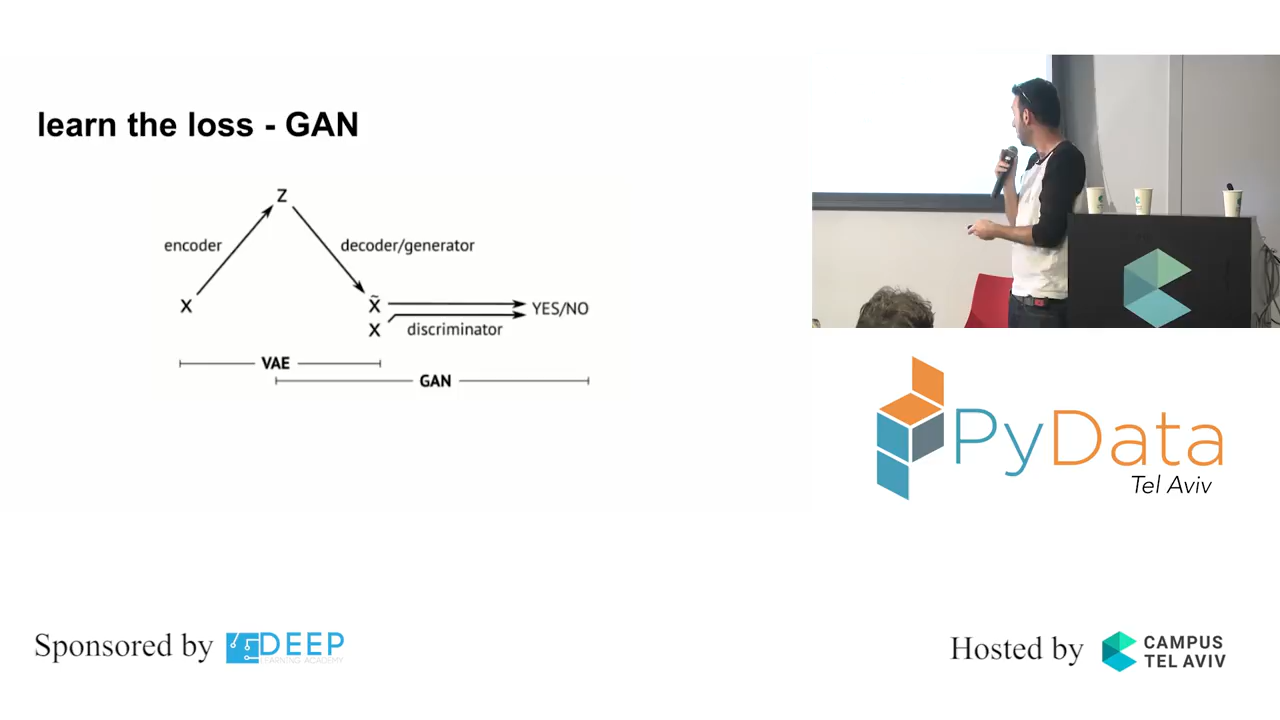 learn the loss - GAN
Z
encoder
decoder/generator
X
X̃
YES/NO
X
discriminator
VAE
GAN
PyData
Tel Aviv
Sponsored by
DEEP
LEARNING ACADEMY
Hosted by
CAMPUS
TEL AVIV